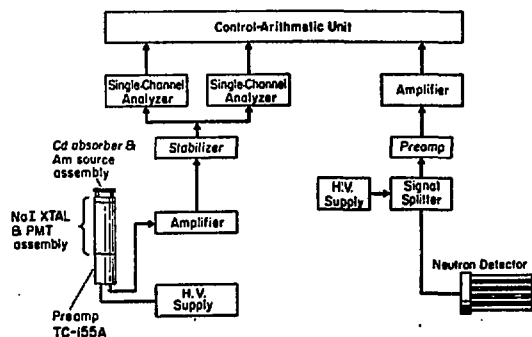 Control-Arithmetic Unit
Single-Channel
Analyzer
Single-Channel
Analyzer
Amplifier
Stabilizer
Preamp
Cd absorber &
Am source
assembly
H.V.
Supply
Signal
Splitter
NaI XTAL
& PMT
assembly
Amplifier
Neutron Detector
H.V.
Supply
Preamp
TC-155A